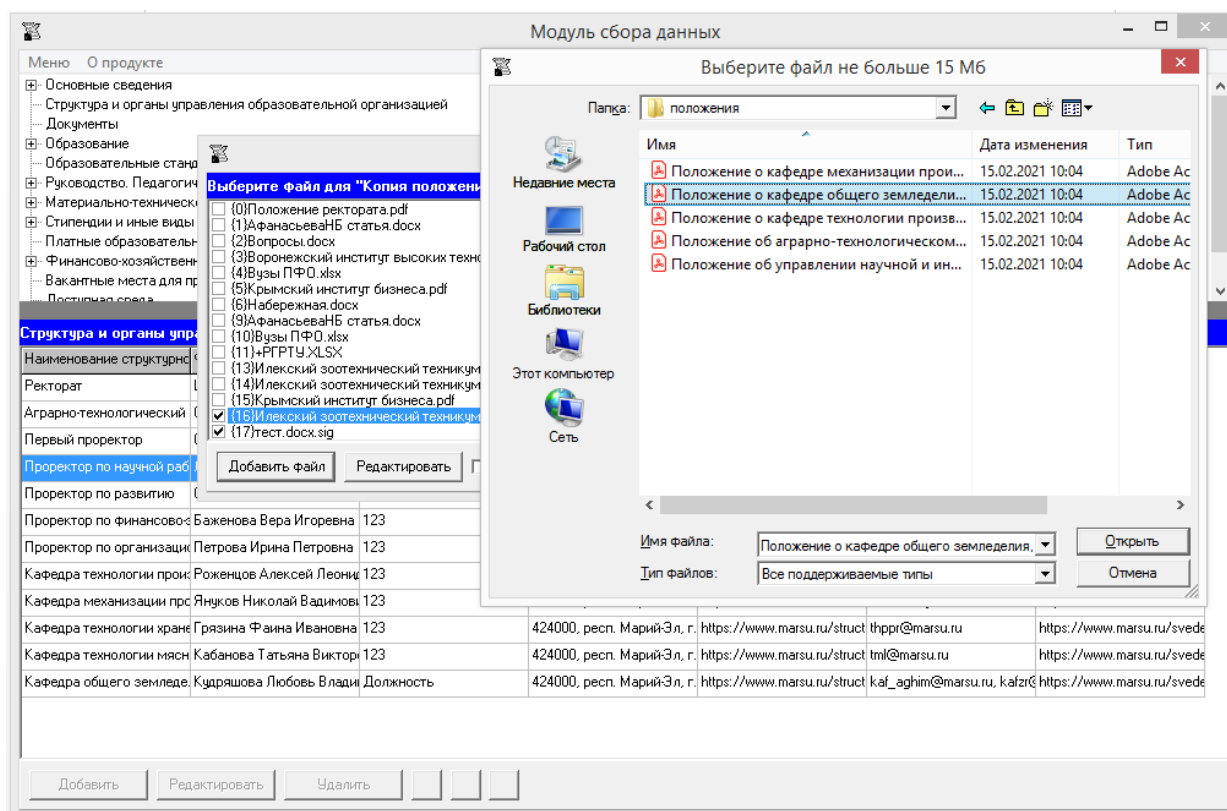 Модуль сбора данных
Меню О продукте
Основные сведения
Структура и органы управления образовательной организацией
Документы
Образование
Образовательные станд
Руководство. Педагогич
Материально-техническ
Стипендии и иные виды
Платные образователь
Финансово-хозяйствен
Вакантные места для пр
Доступная среда
Выберите файл для "Копия положени
{0}Положение ректората.pdf
{1}АфанасьеваНБ статья.docx
{2}Вопросы.docx
{3}Воронежский институт высоких техно
{4}Вузы ПФО.xlsx
{5}Крымский институт бизнеса.pdf
{6}Набережная.docx
{9}АфанасьеваНБ статья.docx
{10}Вузы ПФО.xlsx
{11}+РГРТУ.XLSX
{13}Илекский зоотехнический техникум
{14}Илекский зоотехнический техникум
{15}Крымский институт бизнеса.pdf
{16}Илекский зоотехнический техникум
{17}тест.docx.sig
Добавить файл Редактировать
Выберите файл не больше 15 Мб
Папка: положения
Недавние места
Рабочий стол
Библиотеки
Этот компьютер
Сеть
Имя Дата изменения Тип
Положение о кафедре механизации прои... 15.02.2021 10:04 Adobe Ac
Положение о кафедре общего земледели... 15.02.2021 10:04 Adobe Ac
Положение о кафедре технологии произв... 15.02.2021 10:04 Adobe Ac
Положение об аграрно-технологическом... 15.02.2021 10:04 Adobe Ac
Положение об управлении научной и ин... 15.02.2021 10:04 Adobe Ac
Имя файла: Положение о кафедре общего земледелия, Открыть
Тип файлов: Все поддерживаемые типы Отмена
Структура и органы упра
Наименование структурно
Ректорат
Аграрно-технологический
Первый проректор
Проректор по научной раб
Проректор по развитию
Проректор по финансово-э Баженова Вера Игоревна 123
Проректор по организаци Петрова Ирина Петровна 123
Кафедра технологии прои: Роженцов Алексей Леони 123
Кафедра механизации прс Януков Николай Вадимов 123
Кафедра технологии хране Грязина Фаина Ивановна 123 424000, респ. Марий-Эл, г. https://www.marsu.ru/struct thppr@marsu.ru https://www.marsu.ru/svede
Кафедра технологии мясн Кабанова Татьяна Виктор 123 424000, респ. Марий-Эл, г. https://www.marsu.ru/struct tml@marsu.ru https://www.marsu.ru/svede
Кафедра общего земледе. Кудряшова Любовь Влади Должность 424000, респ. Марий-Эл, г. https://www.marsu.ru/struct kaf_aghim@marsu.ru, kafzr@ https://www.marsu.ru/svede
Добавить Редактировать Удалить